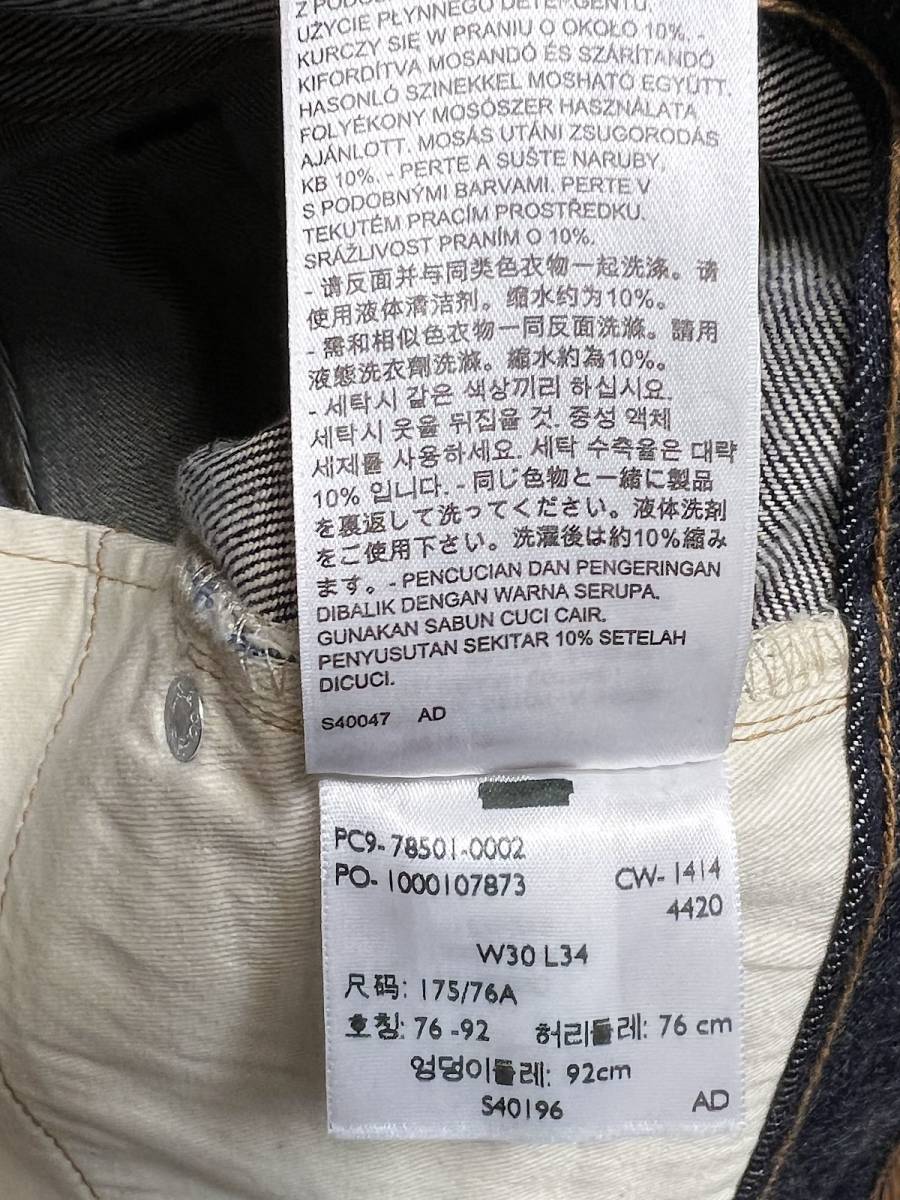 UŻYCIE PŁYNNEGO DETERGENTU.
KURCZY SIĘ W PRANIU O OKOŁO 10%. -
KIFORDÍTVA MOSANDÓ ÉS SZÁRÍTANDÓ
HASONLÓ SZINEKKEL MOSHATÓ EGYÜTT.
FOLYÉKONY MOSÓSZER HASZNÁLATA
AJÁNLOTT. MOSÁS UTÁNI ZSUGORODÁS
KB 10%. - PERTE A SUŠTE NARUBY,
S PODOBNÝMI BARVAMI. PERTE V
TEKUTÉM PRACÍM PROSTŘEDKU.
SRÁŽLIVOST PRANÍM O 10%.
- 请反面并与同类色衣物一起洗涤。请
使用液体清洁剂。缩水约为10%。
- 需和相似色衣物一同反面洗滌。請用
液態洗衣劑洗滌。縮水約為10%。
- 세탁시 같은 색상끼리 하십시요.
세탁시 옷을 뒤집을 것. 중성 액체
세제를 사용하세요. 세탁 수축율은 대략
10% 입니다. - 同じ色物と一緒に製品
を裏返して洗ってください。液体洗剤
をご使用下さい。洗濯後は約10%縮み
ます。- PENCUCIAN DAN PENGERINGAN
DIBALIK DENGAN WARNA SERUPA.
GUNAKAN SABUN CUCI CAIR.
PENYUSUTAN SEKITAR 10% SETELAH
DICUCI.
S40047 AD
PC9-78501-0002
PO-1000107873 CW-1414
4420
W30 L34
尺码: 175/76A
호칭: 76-92 허리둘레: 76 cm
엉덩이둘레: 92cm
S40196 AD